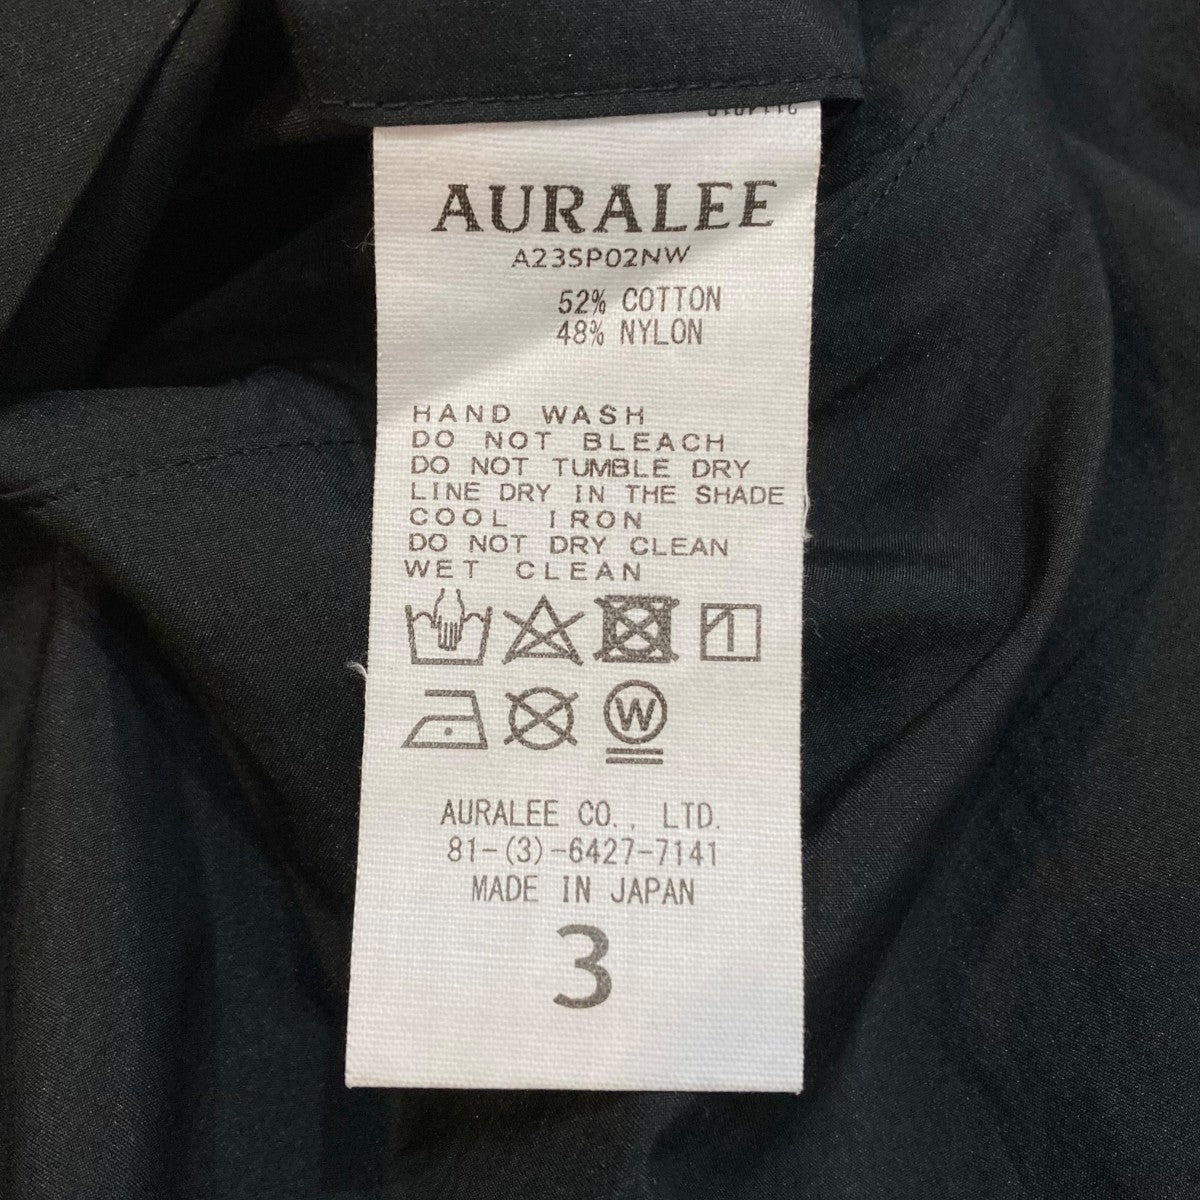 AURALEE
A23SP02NW
52% COTTON
48% NYLON
HAND WASH
DO NOT BLEACH
DO NOT TUMBLE DRY
LINE DRY IN THE SHADE
COOL IRON
DO NOT DRY CLEAN
WET CLEAN
W
AURALEE CO., LTD.
81-(3)-6427-7141
MADE IN JAPAN
3